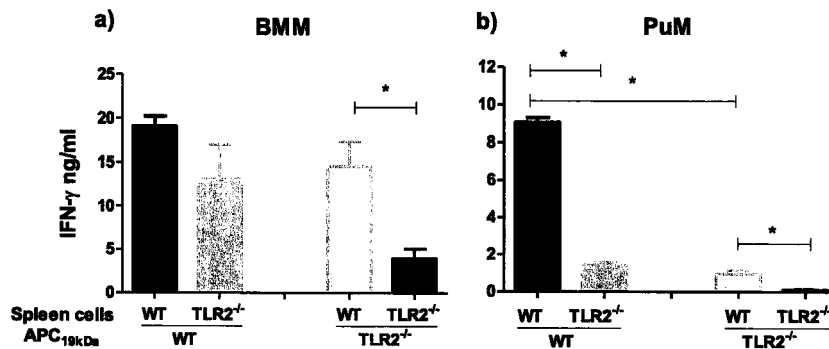 a) BMM
IFN-γ ng/ml
25
20
15
10
5
0
*
Spleen cells WT TLR2-/- WT TLR2-/-
APC19kDa WT TLR2-/-
b) PuM
12
10
8
6
4
2
0
*
*
*
WT TLR2-/- WT TLR2-/-
WT TLR2-/-